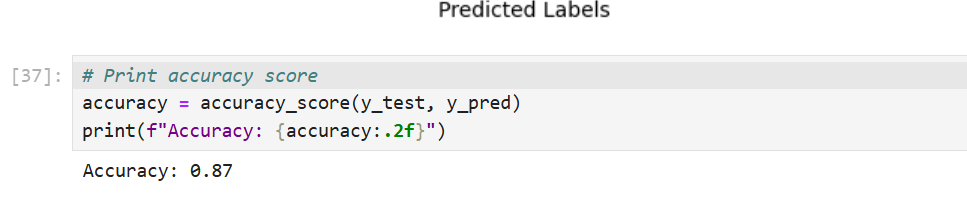 Predicted Labels
[37]: # Print accuracy score
accuracy = accuracy_score(y_test, y_pred)
print(f"Accuracy: {accuracy:.2f}")
Accuracy: 0.87